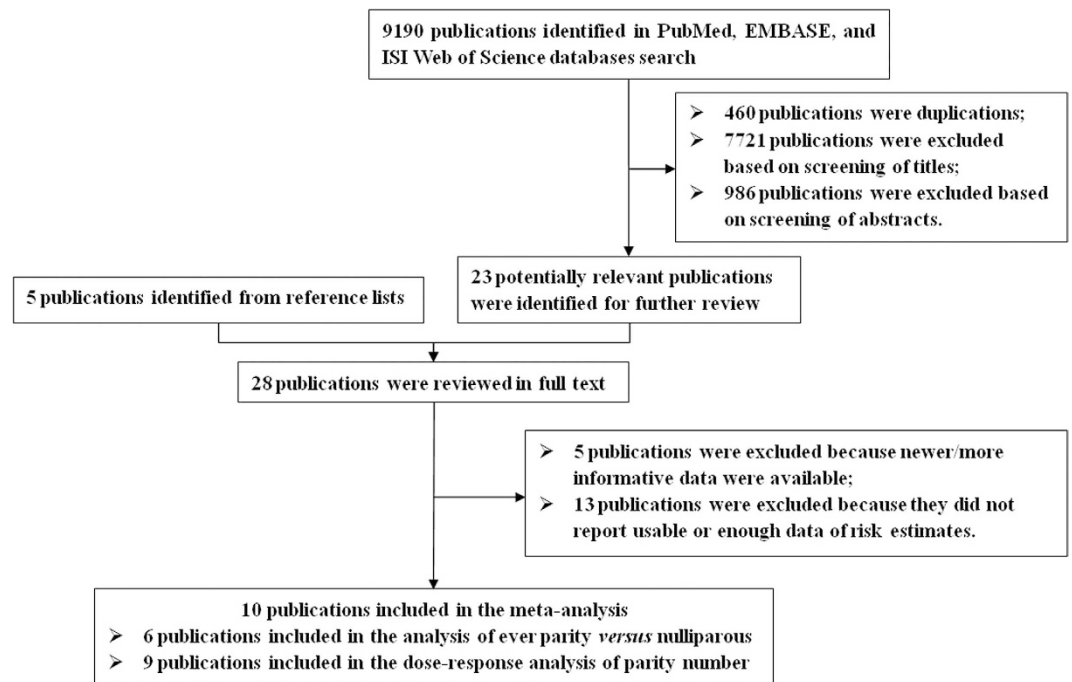 9190 publications identified in PubMed, EMBASE, and
ISI Web of Science databases search
➢ 460 publications were duplications;
➢ 7721 publications were excluded
based on screening of titles;
➢ 986 publications were excluded based
on screening of abstracts.
5 publications identified from reference lists
23 potentially relevant publications
were identified for further review
28 publications were reviewed in full text
➢ 5 publications were excluded because newer/more
informative data were available;
➢ 13 publications were excluded because they did not
report usable or enough data of risk estimates.
10 publications included in the meta-analysis
➢ 6 publications included in the analysis of ever parity versus nulliparous
➢ 9 publications included in the dose-response analysis of parity number